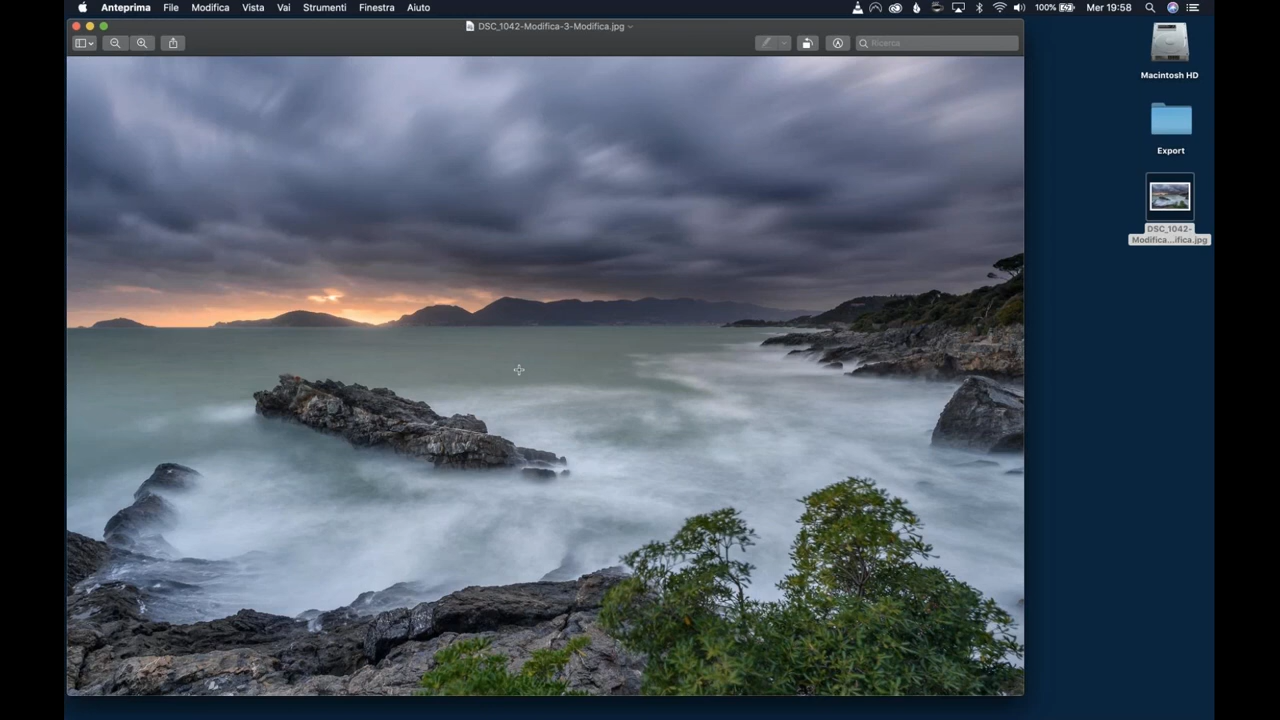 Anteprima File Modifica Vista Vai Strumenti Finestra Aiuto 100% Mer 19:58
DSC_1042-Modifica-3-Modifica.jpg
Ricerca
Macintosh HD
Export
DSC_1042-
Modifica...ifica.jpg